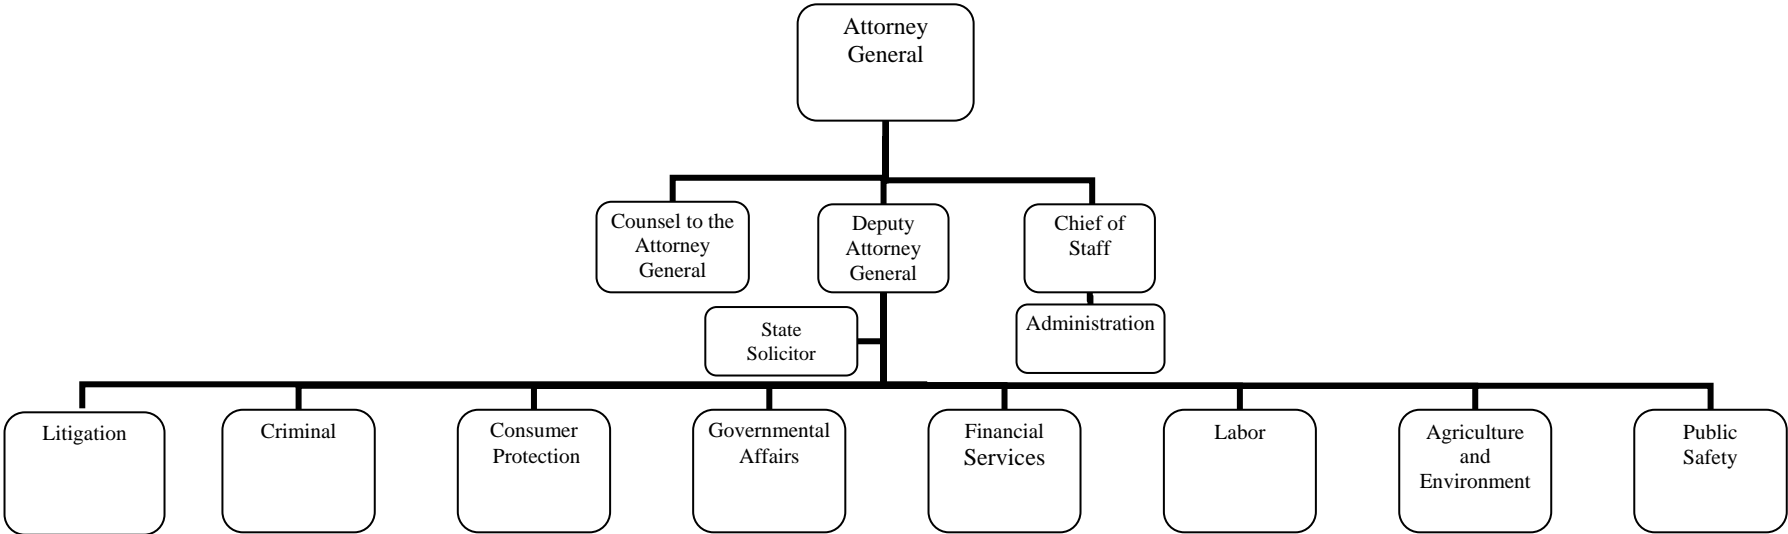 Attorney
General
Counsel to the
Attorney
General
Deputy
Attorney
General
Chief of
Staff
State
Solicitor
Administration
Litigation
Criminal
Consumer
Protection
Governmental
Affairs
Financial
Services
Labor
Agriculture
and
Environment
Public
Safety